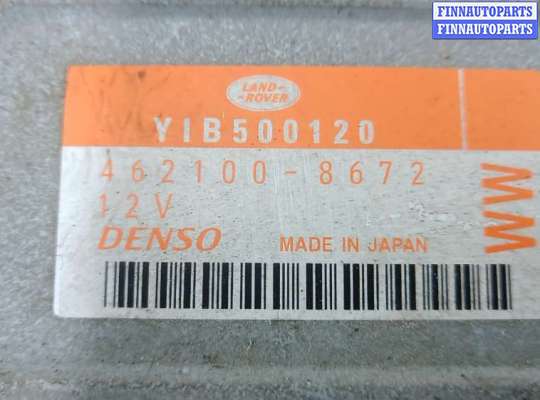 FINNAUTOPARTS
FINNAUTOPARTS
LAND-
-ROVER
YIB500120
462100-8672
12V
DENSO MADE IN JAPAN
WW